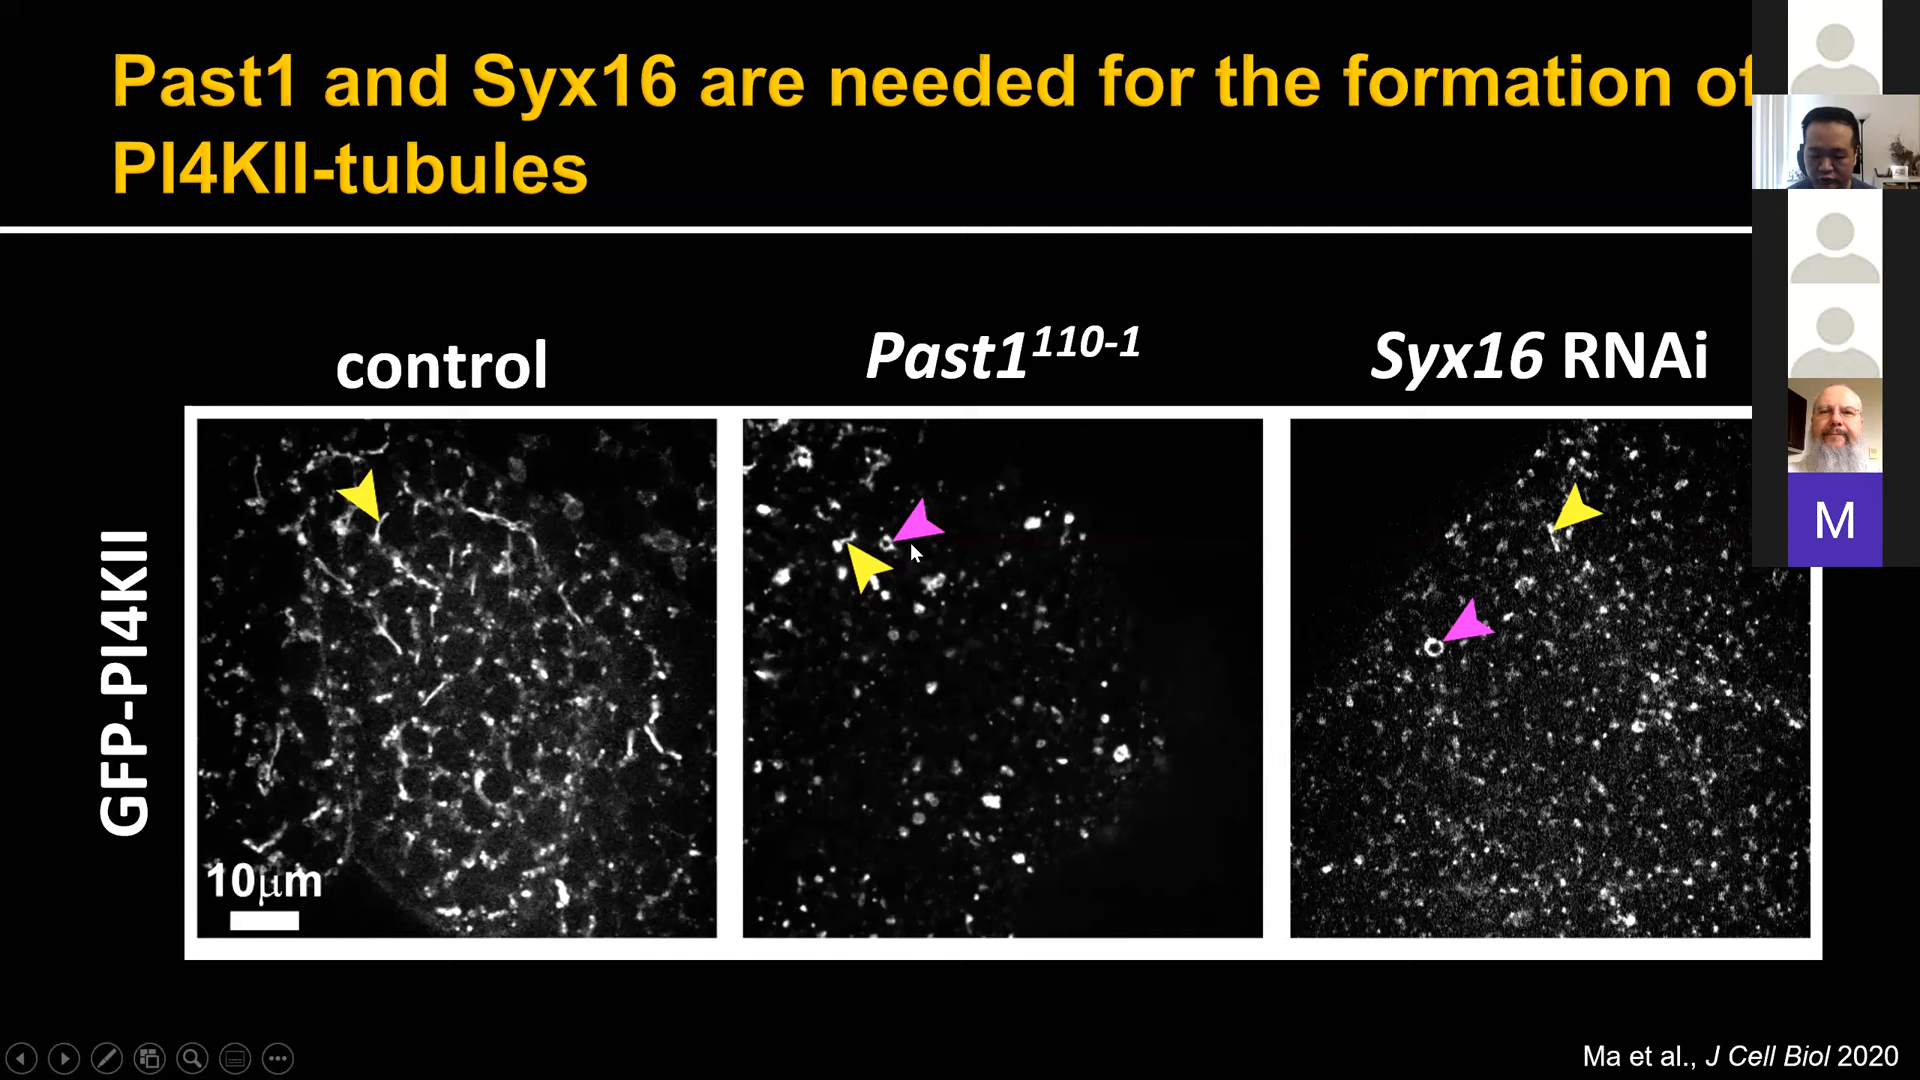 Past1 and Syx16 are needed for the formation of
PI4KII-tubules
control
Past1¹¹⁰⁻¹
Syx16 RNAi
GFP-PI4KII
10μm
M
Ma et al., J Cell Biol 2020